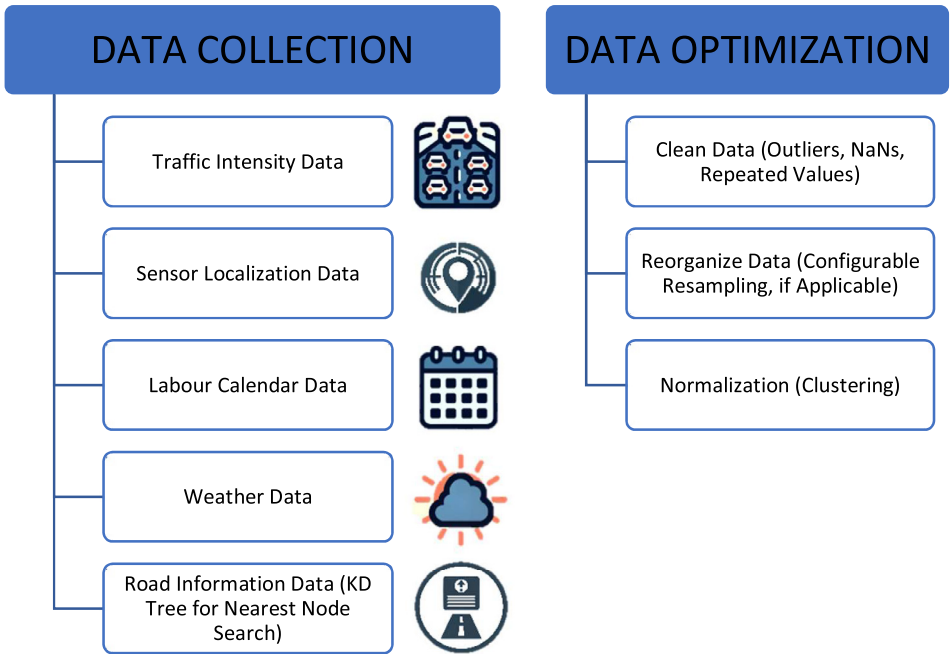 DATA COLLECTION
Traffic Intensity Data
Sensor Localization Data
Labour Calendar Data
Weather Data
Road Information Data (KD
Tree for Nearest Node
Search)
DATA OPTIMIZATION
Clean Data (Outliers, NaNs,
Repeated Values)
Reorganize Data (Configurable
Resampling, if Applicable)
Normalization (Clustering)